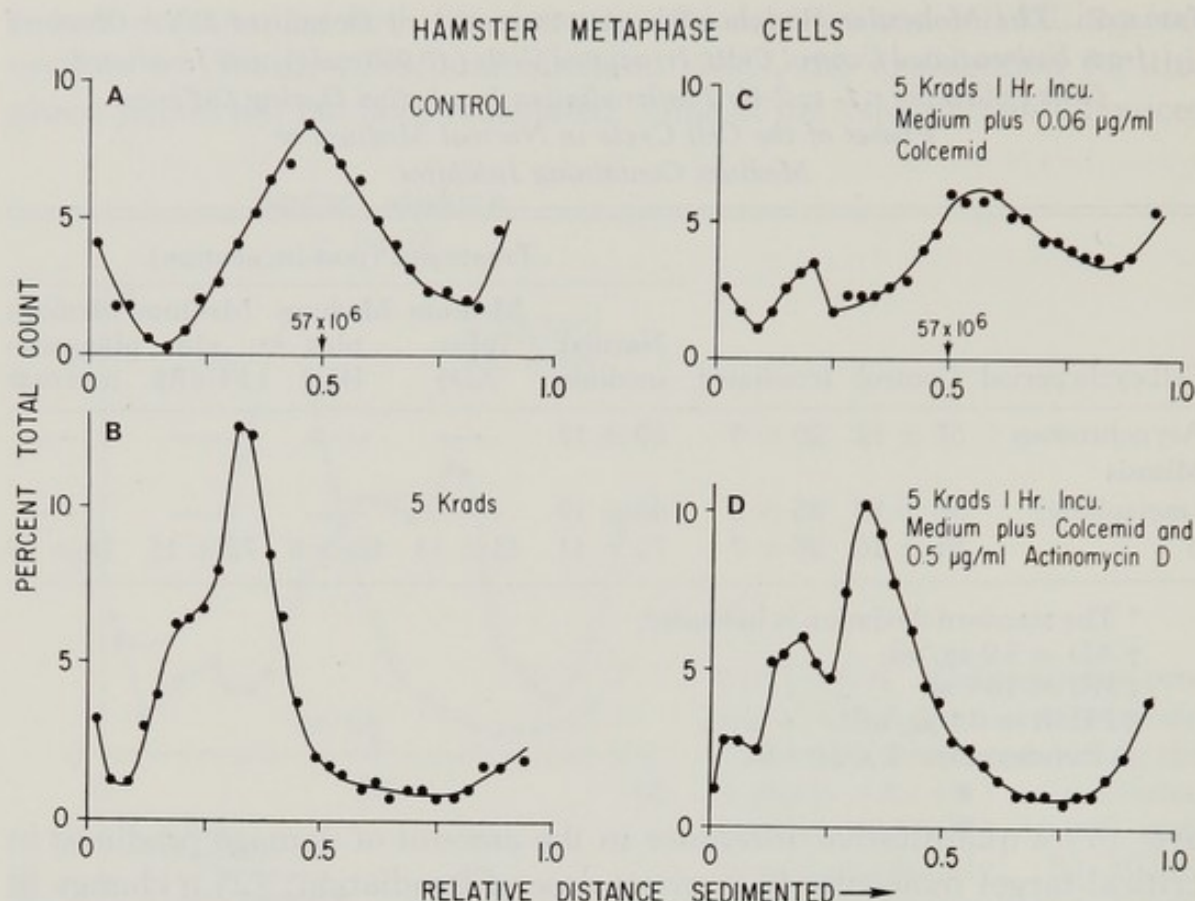 HAMSTER METAPHASE CELLS
A
CONTROL
10
5
0
57 x 10⁶
0
0.5
1.0
C
5 Krads 1 Hr. Incu.
Medium plus 0.06 µg/ml
Colcemid
10
5
0
57 x 10⁶
0
0.5
1.0
B
5 Krads
10
5
0
0
0.5
1.0
D
5 Krads 1 Hr. Incu.
Medium plus Colcemid and
0.5 µg/ml Actinomycin D
10
5
0
0
0.5
1.0
PERCENT TOTAL COUNT
RELATIVE DISTANCE SEDIMENTED